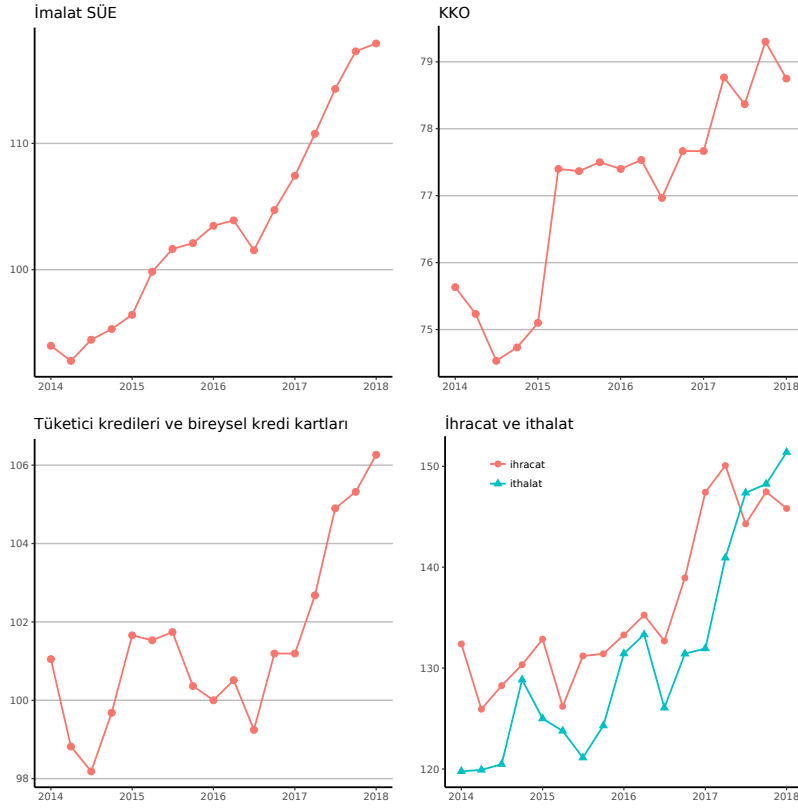 İmalat SÜE
110
100
2014 2015 2016 2017 2018
KKO
79
78
77
76
75
2014 2015 2016 2017 2018
Tüketici kredileri ve bireysel kredi kartları
106
104
102
100
98
2014 2015 2016 2017 2018
İhracat ve ithalat
ihracat
ithalat
150
140
130
120
2014 2015 2016 2017 2018